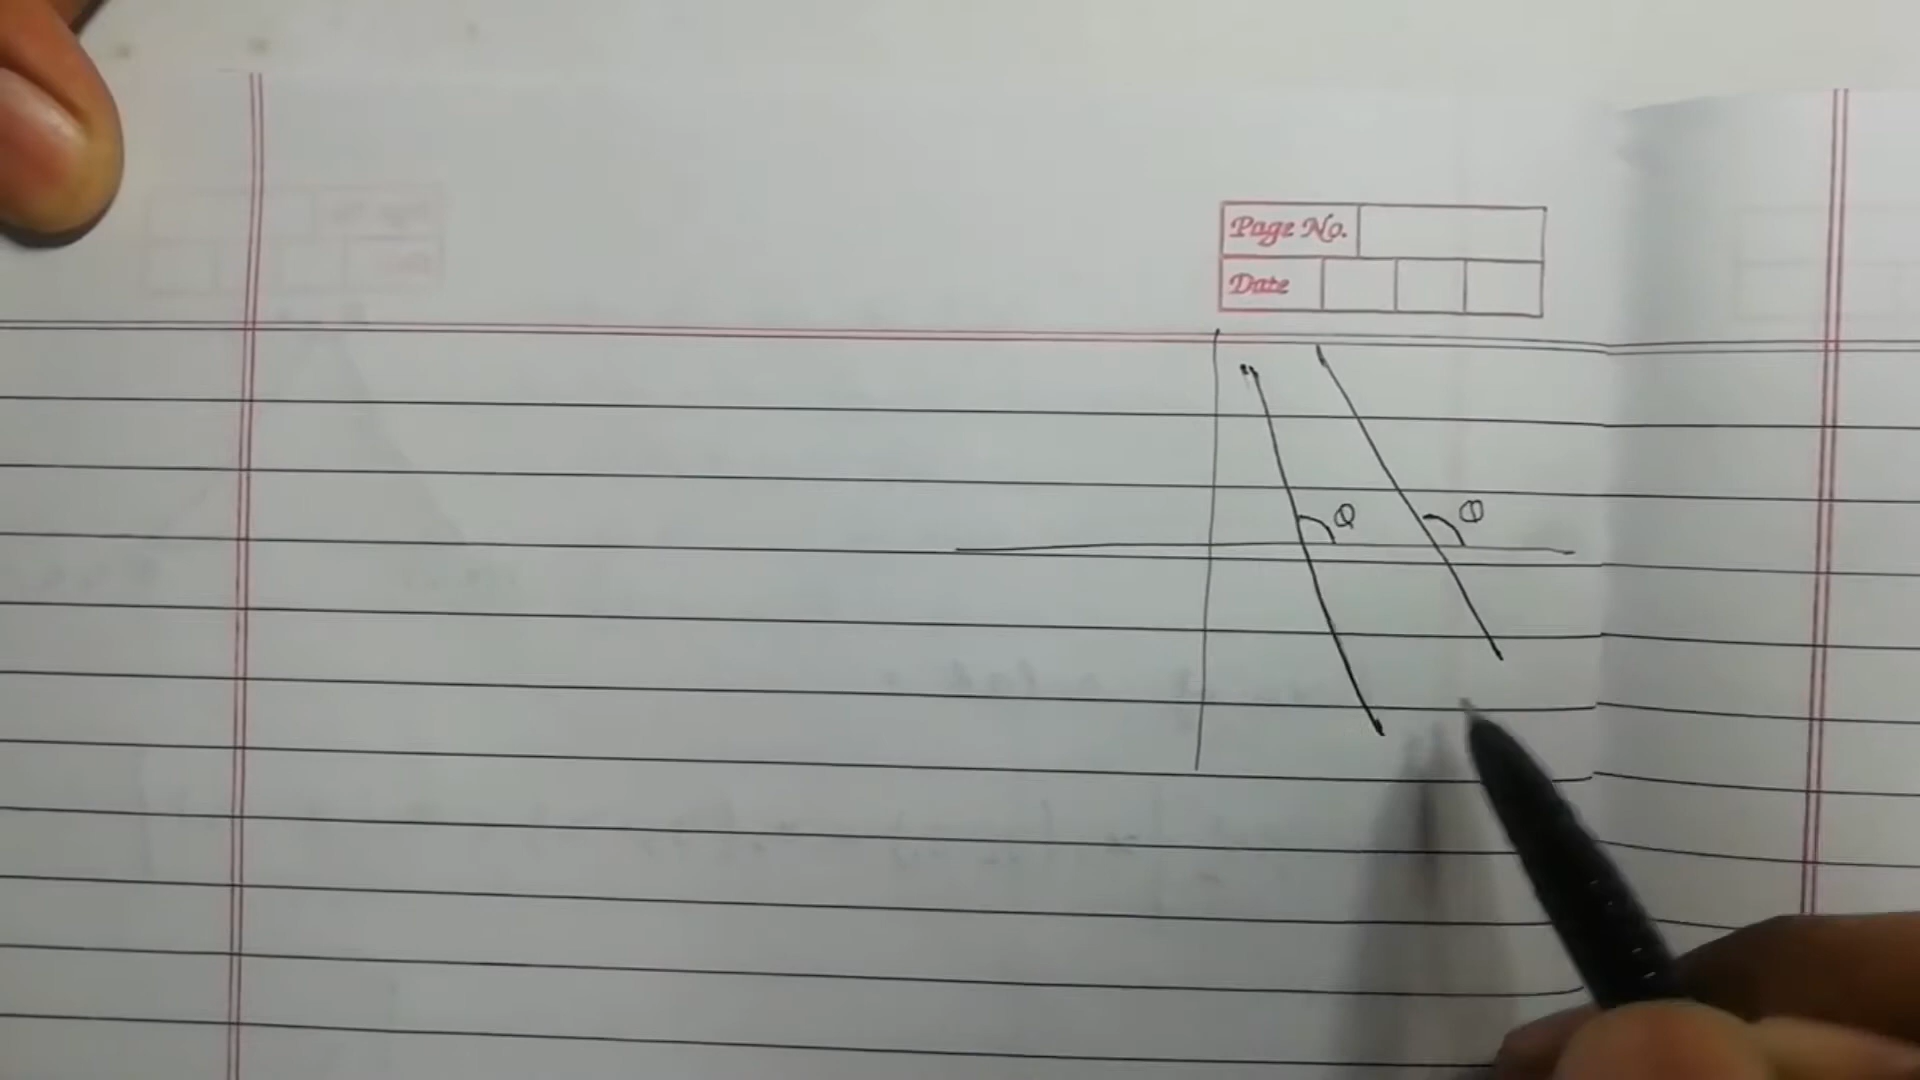 Page No.
Date
θ θ